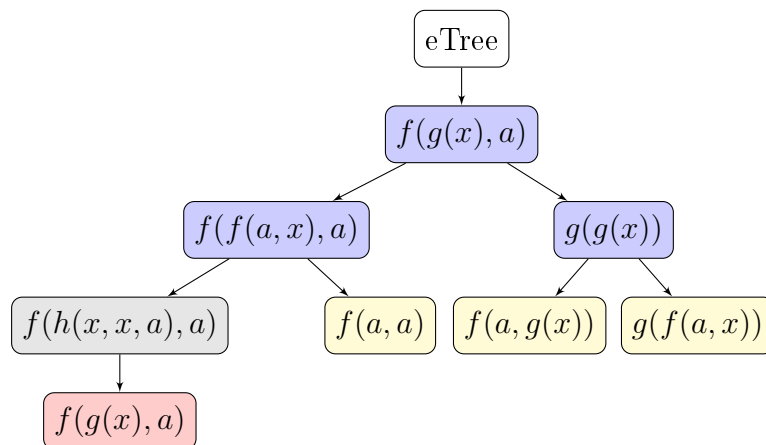 eTree
f(g(x), a)
f(f(a, x), a)
g(g(x))
f(h(x, x, a), a)
f(a, a)
f(a, g(x))
g(f(a, x))
f(g(x), a)